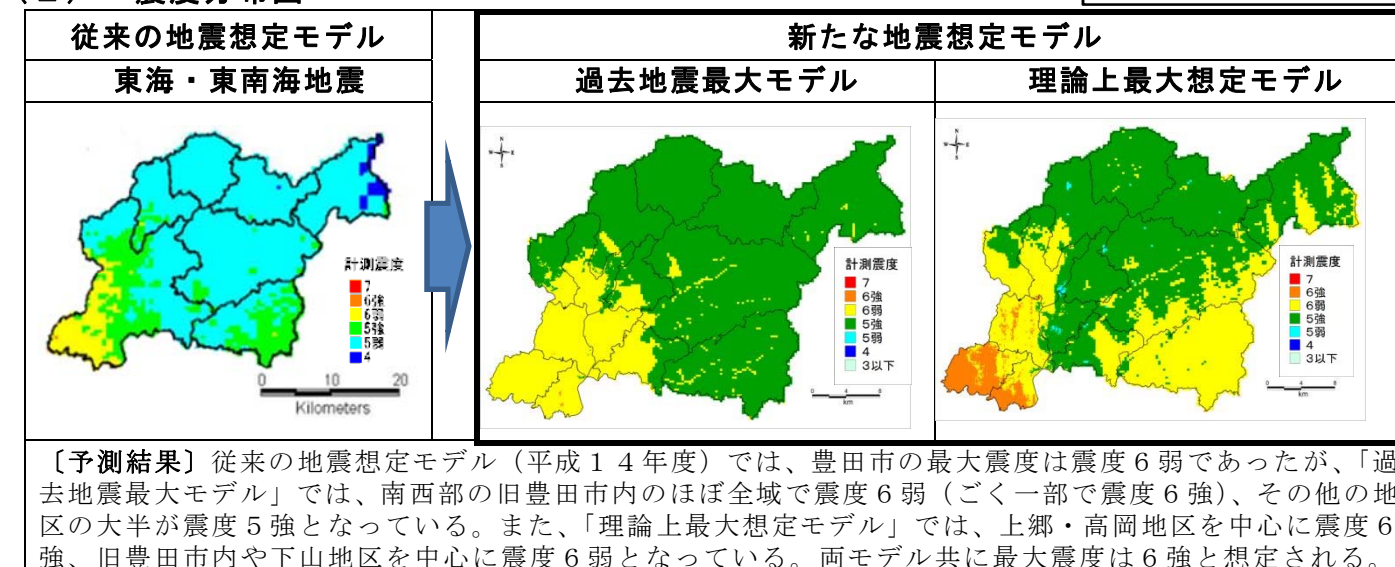 従来の地震想定モデル
新たな地震想定モデル
東海・東南海地震
過去地震最大モデル
理論上最大想定モデル
計測震度
7
6強
6弱
5強
5弱
4
0 10 20
Kilometers
N
W E
S
計測震度
7
6強
6弱
5強
5弱
4
3以下
0 4 8
km
N
W E
S
計測震度
7
6強
6弱
5強
5弱
4
3以下
0 4 8
km
〔予測結果〕従来の地震想定モデル（平成１４年度）では、豊田市の最大震度は震度６弱であったが、「過
去地震最大モデル」では、南西部の旧豊田市内のほぼ全域で震度６弱（ごく一部で震度６強）、その他の地
区の大半が震度５強となっている。また、「理論上最大想定モデル」では、上郷・高岡地区を中心に震度６
強、旧豊田市内や下山地区を中心に震度６弱となっている。両モデル共に最大震度は６強と想定される。